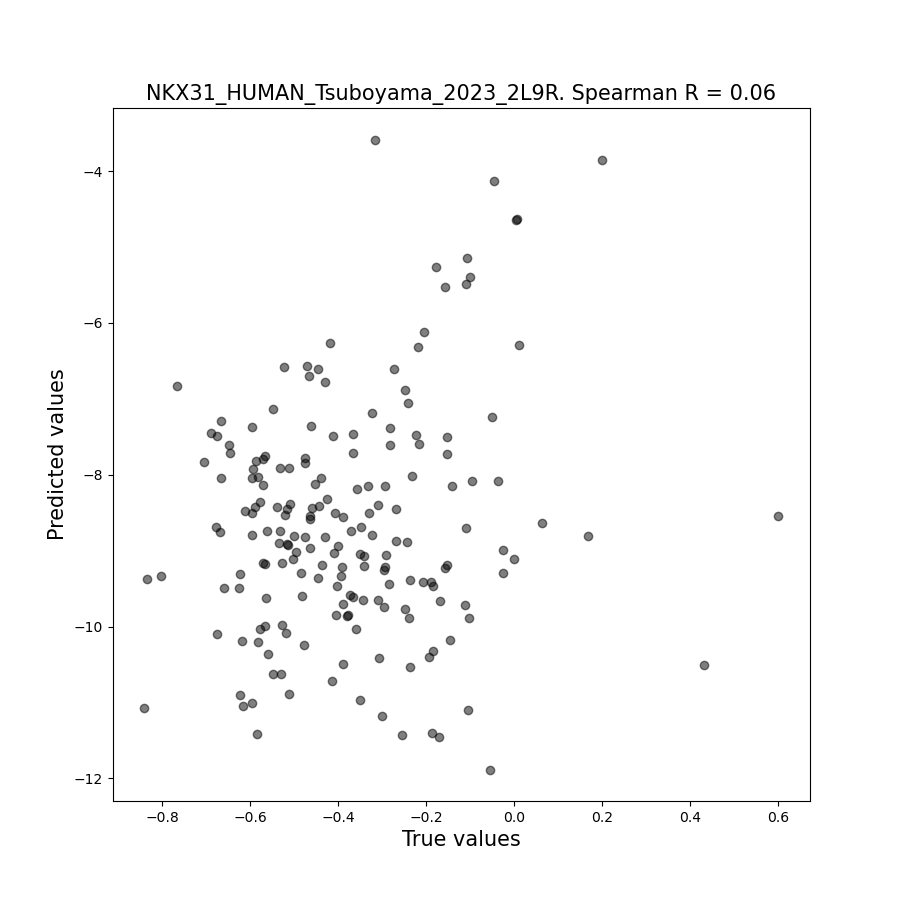 NKX31_HUMAN_Tsuboyama_2023_2L9R. Spearman R = 0.06
Predicted values
−4
−6
−8
−10
−12
−0.8 −0.6 −0.4 −0.2 0.0 0.2 0.4 0.6
True values